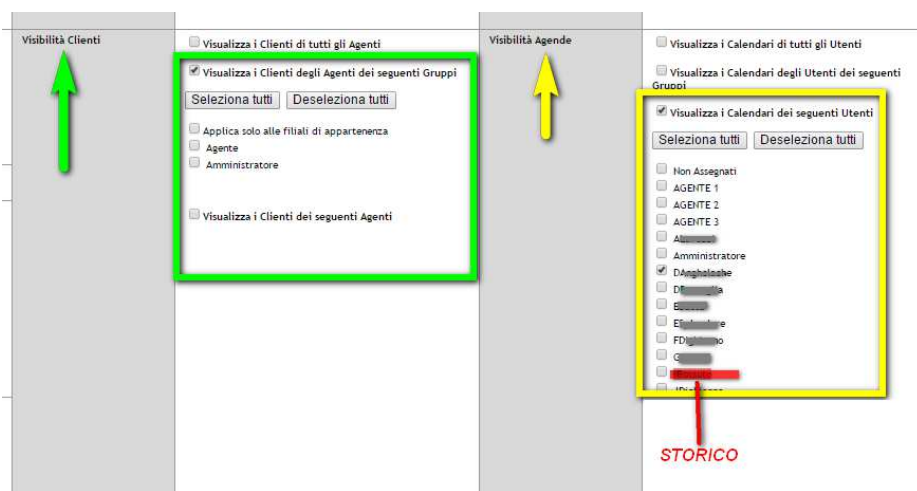 Visibilità Clienti
Visualizza i Clienti di tutti gli Agenti
Visualizza i Clienti degli Agenti dei seguenti Gruppi
Seleziona tutti Deseleziona tutti
Applica solo alle filiali di appartenenza
Agente
Amministratore
Visualizza i Clienti dei seguenti Agenti
Visibilità Agende
Visualizza i Calendari di tutti gli Utenti
Visualizza i Calendari degli Utenti dei seguenti
Gruppi
Visualizza i Calendari dei seguenti Utenti
Seleziona tutti Deseleziona tutti
Non Assegnati
AGENTE 1
AGENTE 2
AGENTE 3
Amministratore
STORICO